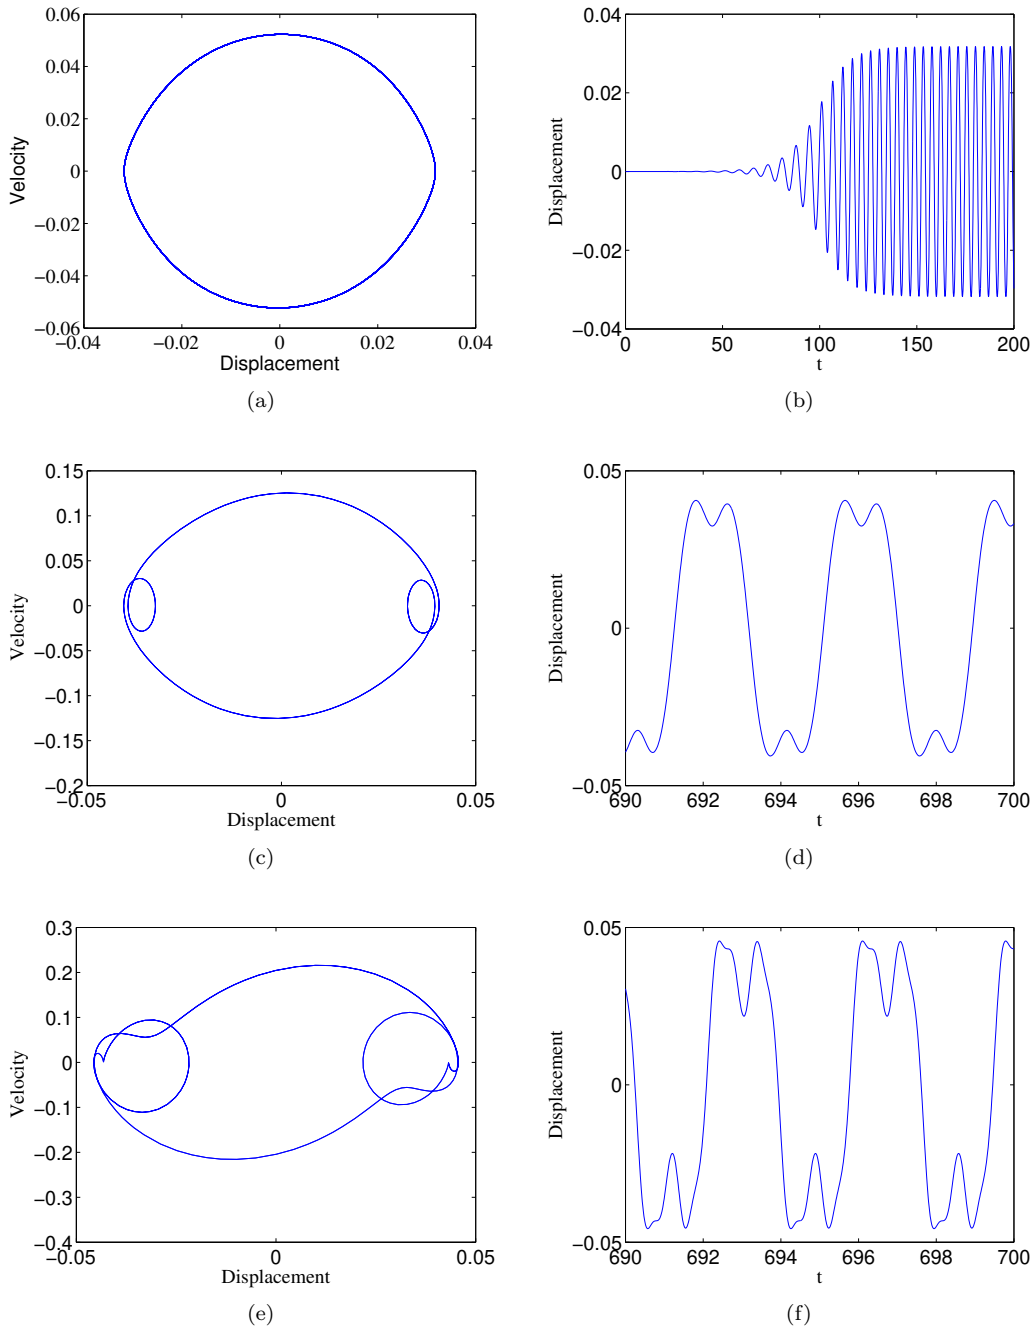 0.06
0.04
0.02
0
−0.02
−0.04
−0.06
Velocity
−0.04 −0.02 0 0.02 0.04
Displacement
(a)
0.04
0.02
0
−0.02
−0.04
Displacement
0 50 100 150 200
t
(b)
0.15
0.1
0.05
0
−0.05
−0.1
−0.15
−0.2
Velocity
−0.05 0 0.05
Displacement
(c)
0.05
0
−0.05
Displacement
690 692 694 696 698 700
t
(d)
0.3
0.2
0.1
0
−0.1
−0.2
−0.3
−0.4
Velocity
−0.05 0 0.05
Displacement
(e)
0.05
0
−0.05
Displacement
690 692 694 696 698 700
t
(f)